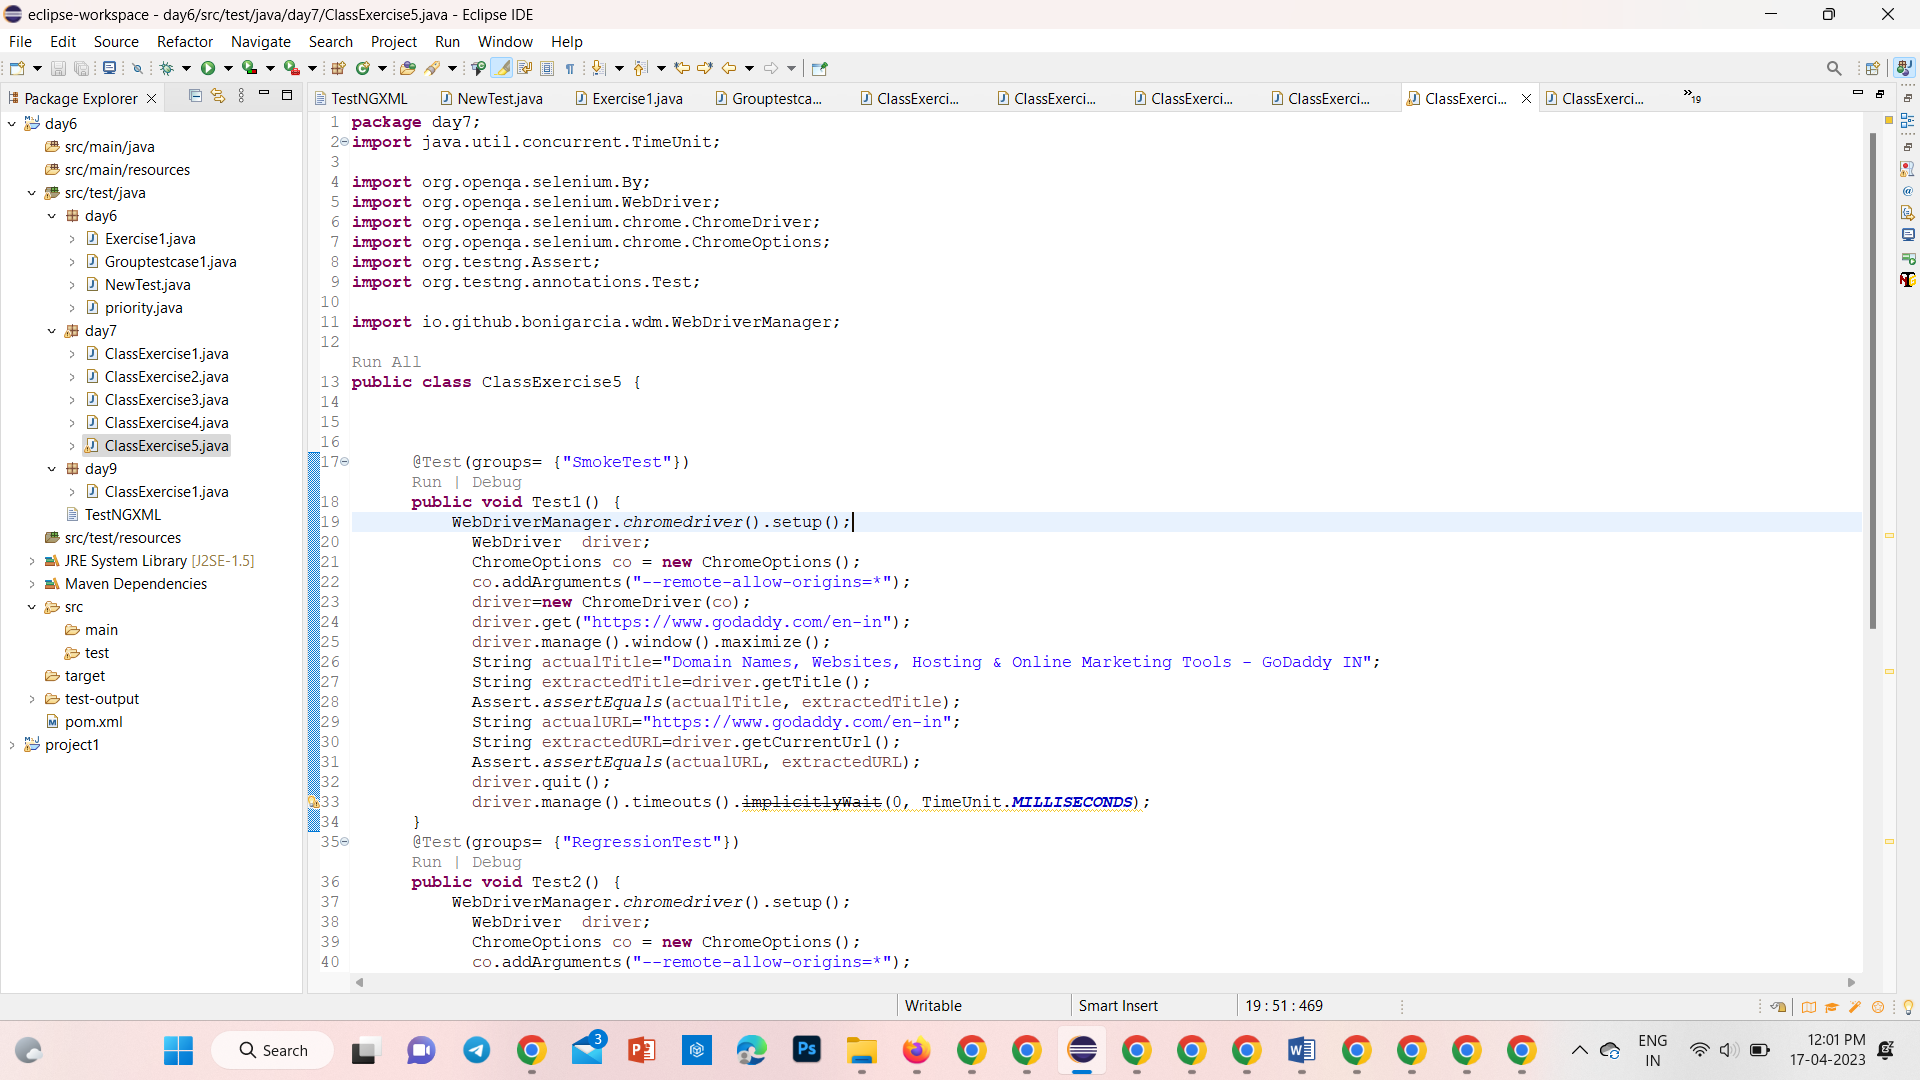 eclipse-workspace - day6/src/test/java/day7/ClassExercise5.java - Eclipse IDE
File Edit Source Refactor Navigate Search Project Run Window Help
Package Explorer
day6
src/main/java
src/main/resources
src/test/java
day6
Exercise1.java
Grouptestcase1.java
NewTest.java
priority.java
day7
ClassExercise1.java
ClassExercise2.java
ClassExercise3.java
ClassExercise4.java
ClassExercise5.java
day9
ClassExercise1.java
TestNGXML
src/test/resources
JRE System Library [J2SE-1.5]
Maven Dependencies
src
main
test
target
test-output
pom.xml
project1
TestNGXML NewTest.java Exercise1.java Grouptestca... ClassExerci... ClassExerci... ClassExerci... ClassExerci... ClassExerci... ClassExerci... »19
1 package day7;
2 import java.util.concurrent.TimeUnit;
3
4 import org.openqa.selenium.By;
5 import org.openqa.selenium.WebDriver;
6 import org.openqa.selenium.chrome.ChromeDriver;
7 import org.openqa.selenium.chrome.ChromeOptions;
8 import org.testng.Assert;
9 import org.testng.annotations.Test;
10
11 import io.github.bonigarcia.wdm.WebDriverManager;
12
Run All
13 public class ClassExercise5 {
14
15
16
17 @Test(groups= {"SmokeTest"})
Run | Debug
18 public void Test1() {
19 WebDriverManager.chromedriver().setup();
20 WebDriver driver;
21 ChromeOptions co = new ChromeOptions();
22 co.addArguments("--remote-allow-origins=*");
23 driver=new ChromeDriver(co);
24 driver.get("https://www.godaddy.com/en-in");
25 driver.manage().window().maximize();
26 String actualTitle="Domain Names, Websites, Hosting & Online Marketing Tools - GoDaddy IN";
27 String extractedTitle=driver.getTitle();
28 Assert.assertEquals(actualTitle, extractedTitle);
29 String actualURL="https://www.godaddy.com/en-in";
30 String extractedURL=driver.getCurrentUrl();
31 Assert.assertEquals(actualURL, extractedURL);
32 driver.quit();
33 driver.manage().timeouts().implicitlyWait(0, TimeUnit.MILLISECONDS);
34 }
35 @Test(groups= {"RegressionTest"})
Run | Debug
36 public void Test2() {
37 WebDriverManager.chromedriver().setup();
38 WebDriver driver;
39 ChromeOptions co = new ChromeOptions();
40 co.addArguments("--remote-allow-origins=*");
Writable Smart Insert 19 : 51 : 469
Search
3
Ps
ENG
IN
12:01 PM
17-04-2023